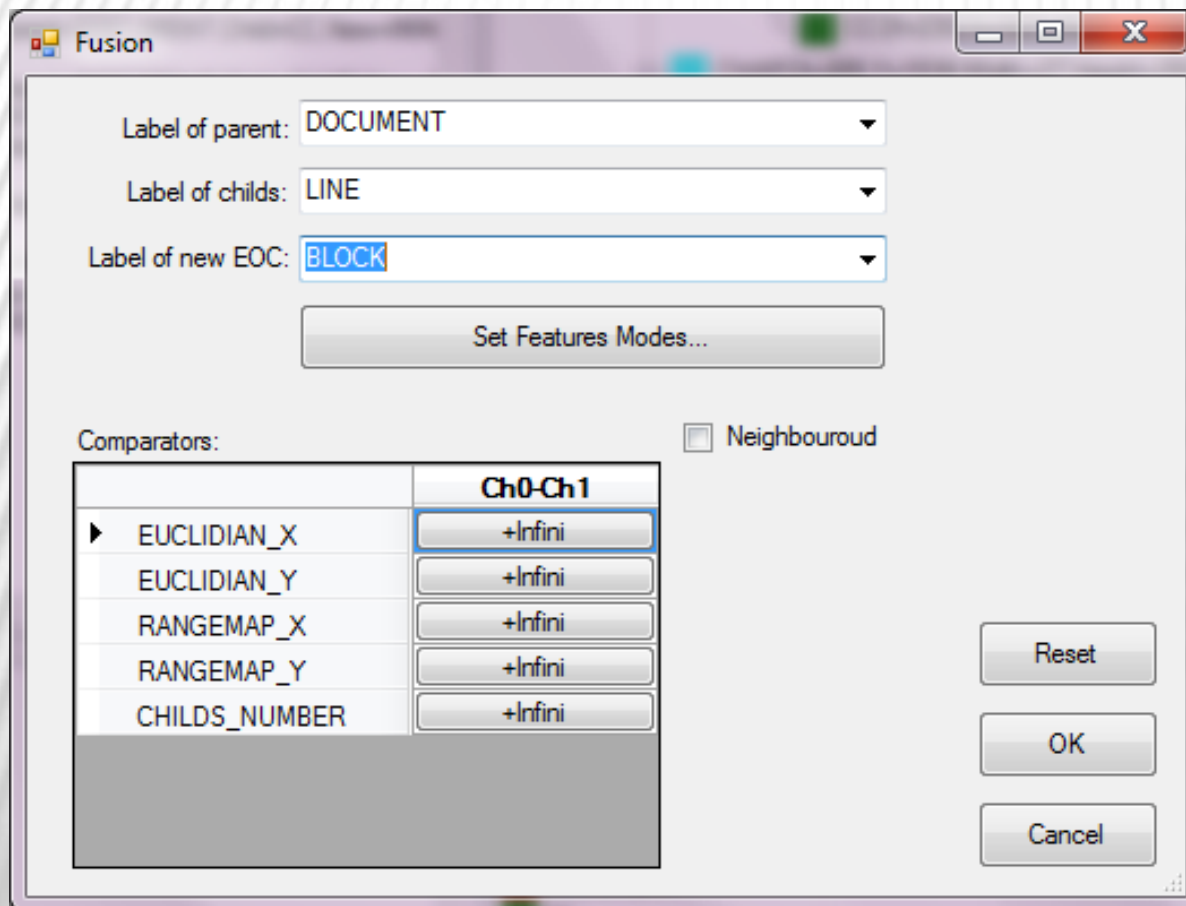 Fusion
Label of parent: DOCUMENT
Label of childs: LINE
Label of new EOC: BLOCK
Set Features Modes...
Comparators:
Neighbouroud
Ch0-Ch1
EUCLIDIAN_X +Infini
EUCLIDIAN_Y +Infini
RANGEMAP_X +Infini
RANGEMAP_Y +Infini
CHILDS_NUMBER +Infini
Reset
OK
Cancel